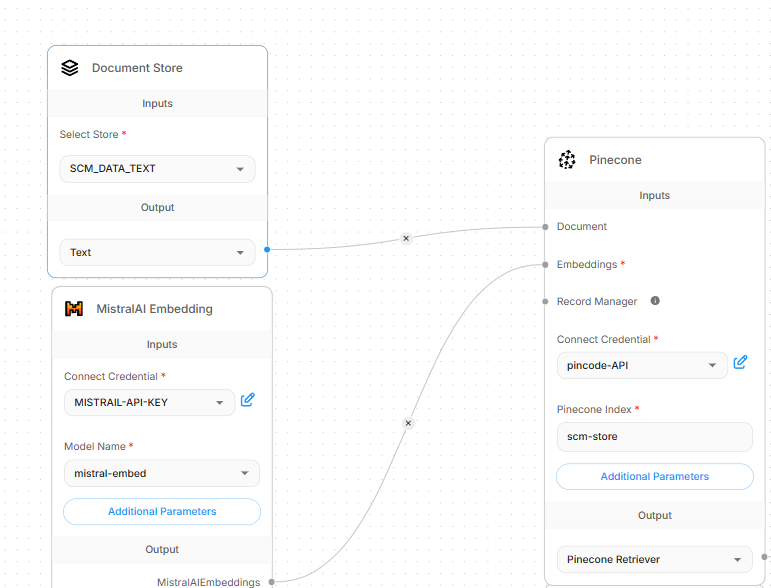 Document Store
Inputs
Select Store *
SCM_DATA_TEXT
Output
Text
MistralAI Embedding
Inputs
Connect Credential *
MISTRAIL-API-KEY
Model Name *
mistral-embed
Additional Parameters
Output
MistralAIEmbeddings
Pinecone
Inputs
Document
Embeddings *
Record Manager
Connect Credential *
pincode-API
Pinecone Index *
scm-store
Additional Parameters
Output
Pinecone Retriever